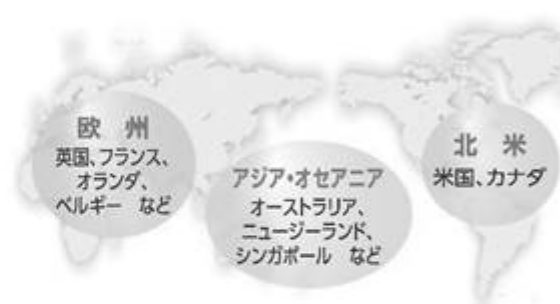 欧 州
英国、フランス、
オランダ、
ベルギー など
アジア・オセアニア
オーストラリア、
ニュージーランド、
シンガポール など
北 米
米国、カナダ